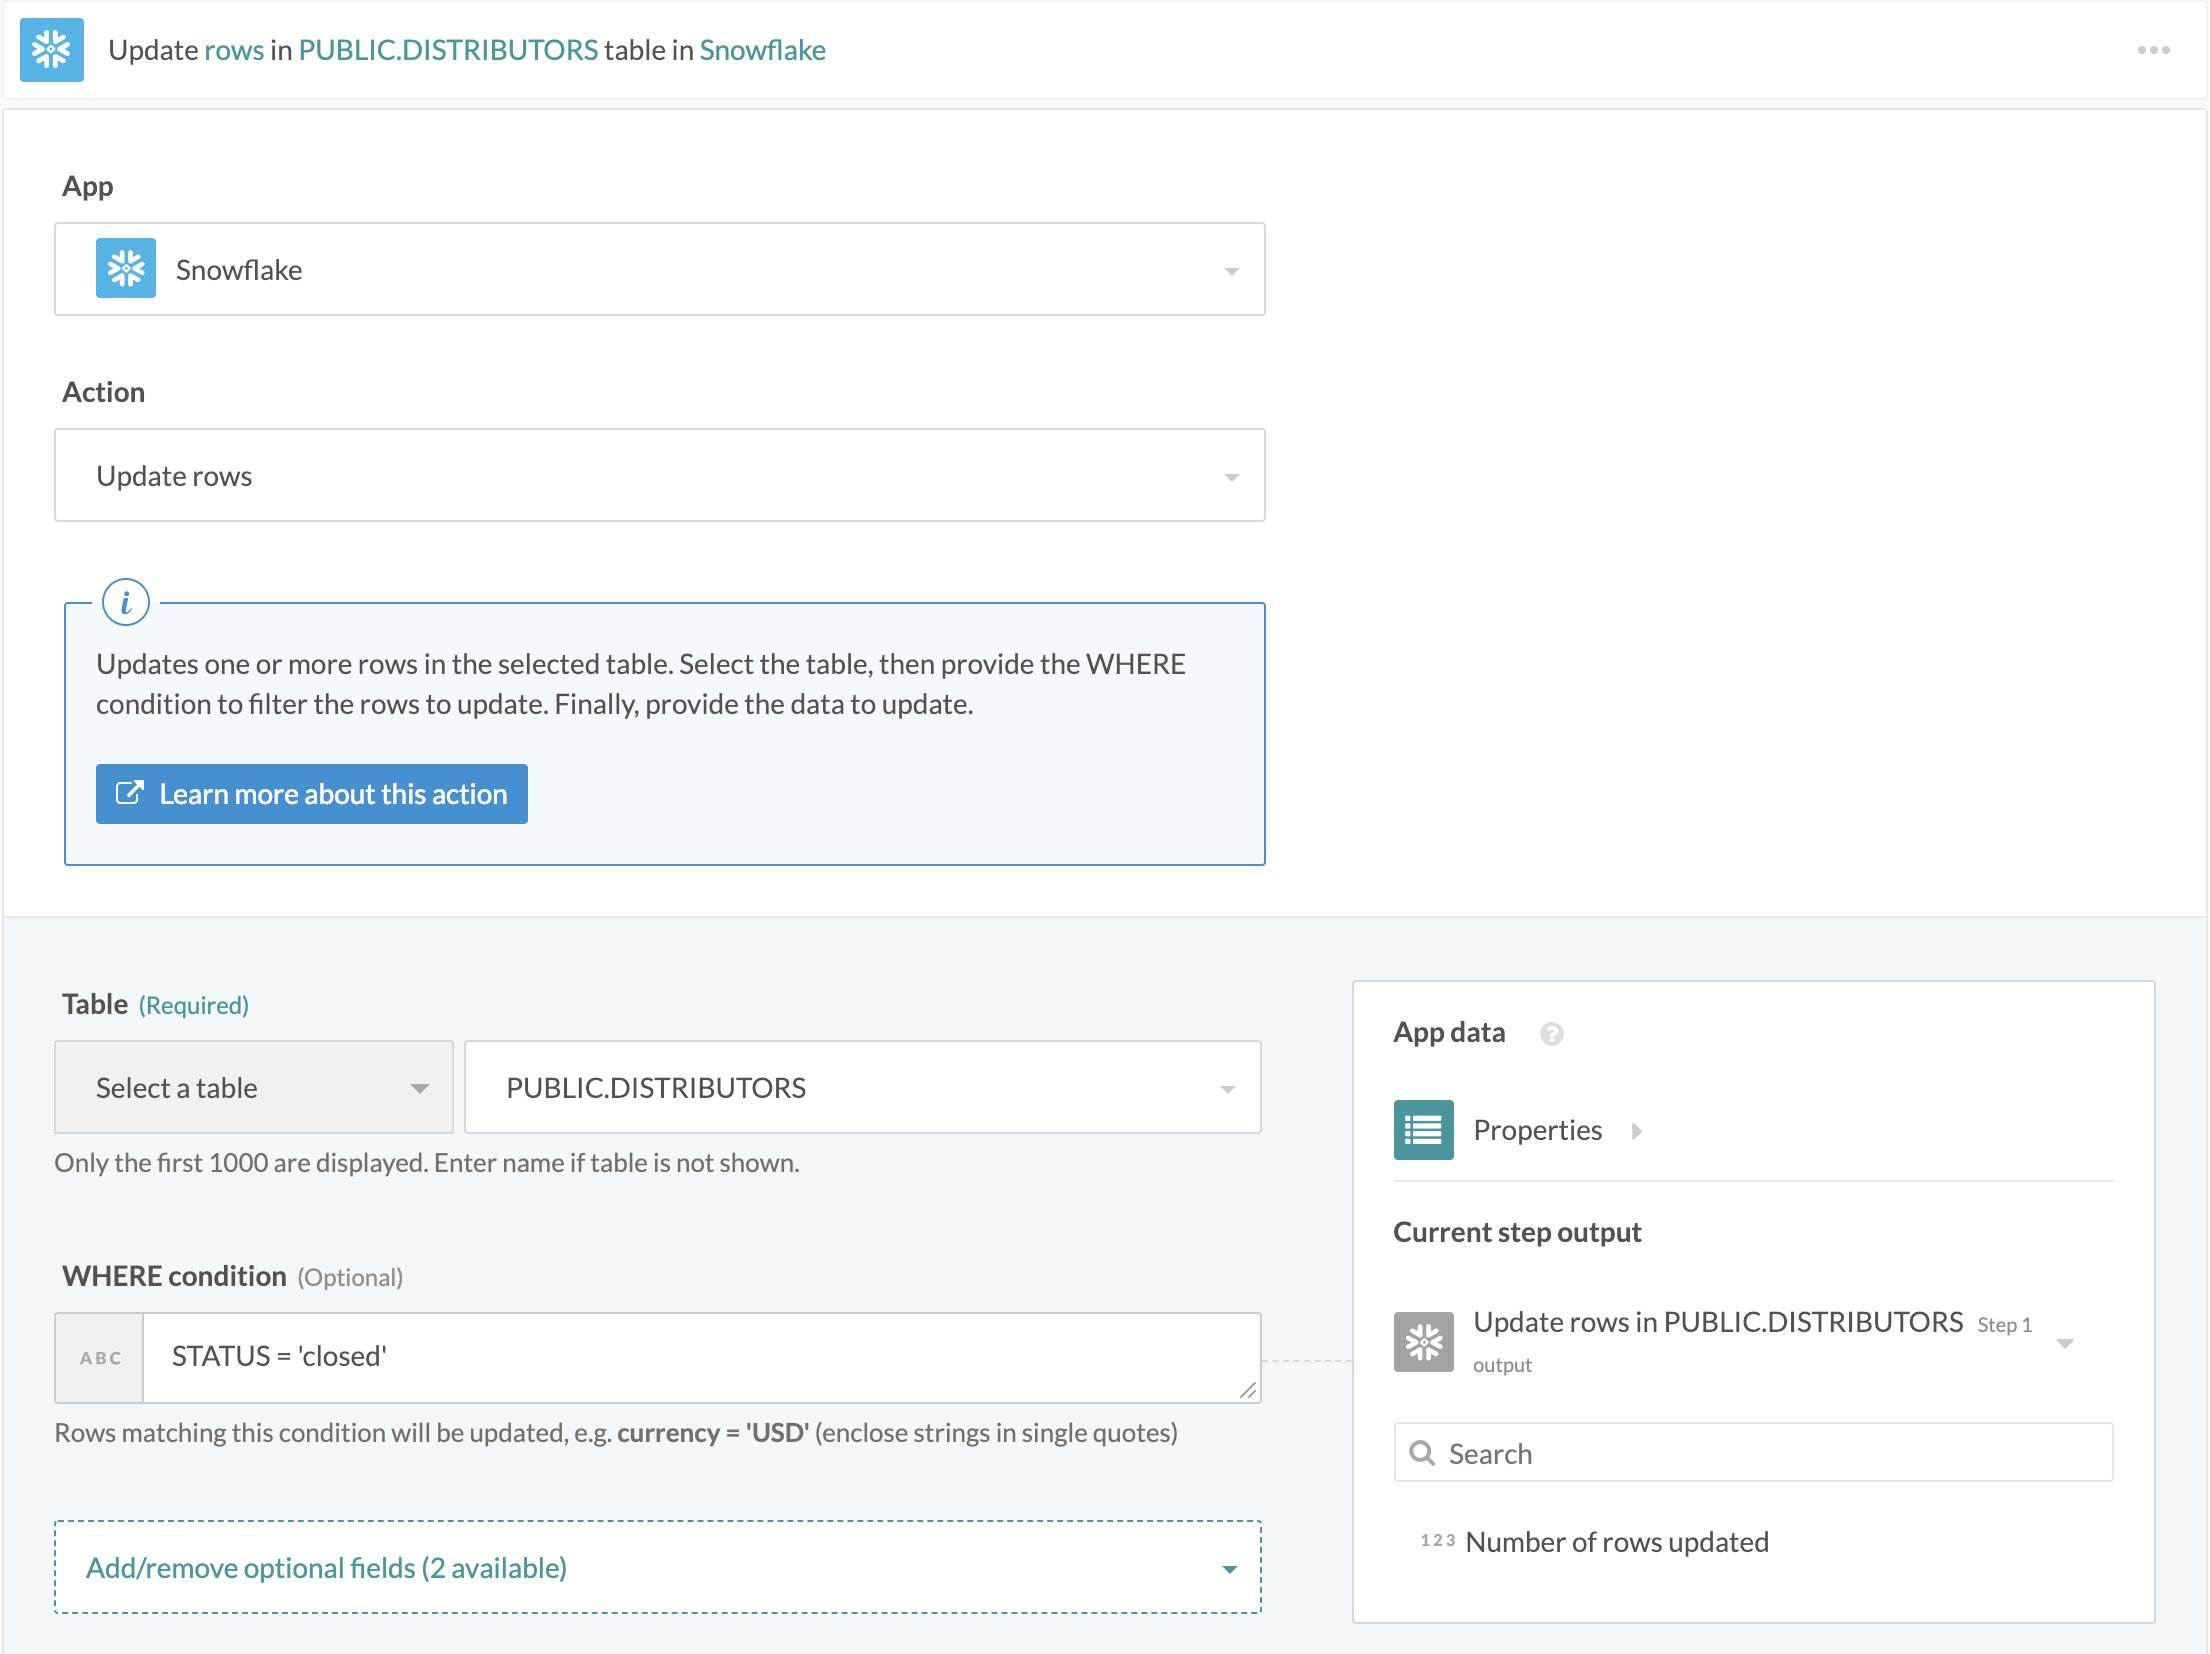 Update rows in PUBLIC.DISTRIBUTORS table in Snowflake
App
Snowflake
Action
Update rows
i
Updates one or more rows in the selected table. Select the table, then provide the WHERE
condition to filter the rows to update. Finally, provide the data to update.
Learn more about this action
Table (Required)
Select a table
PUBLIC.DISTRIBUTORS
Only the first 1000 are displayed. Enter name if table is not shown.
WHERE condition (Optional)
ABC
STATUS = 'closed'
Rows matching this condition will be updated, e.g. currency = 'USD' (enclose strings in single quotes)
Add/remove optional fields (2 available)
App data ?
Properties
Current step output
Update rows in PUBLIC.DISTRIBUTORS Step 1
output
Search
123 Number of rows updated